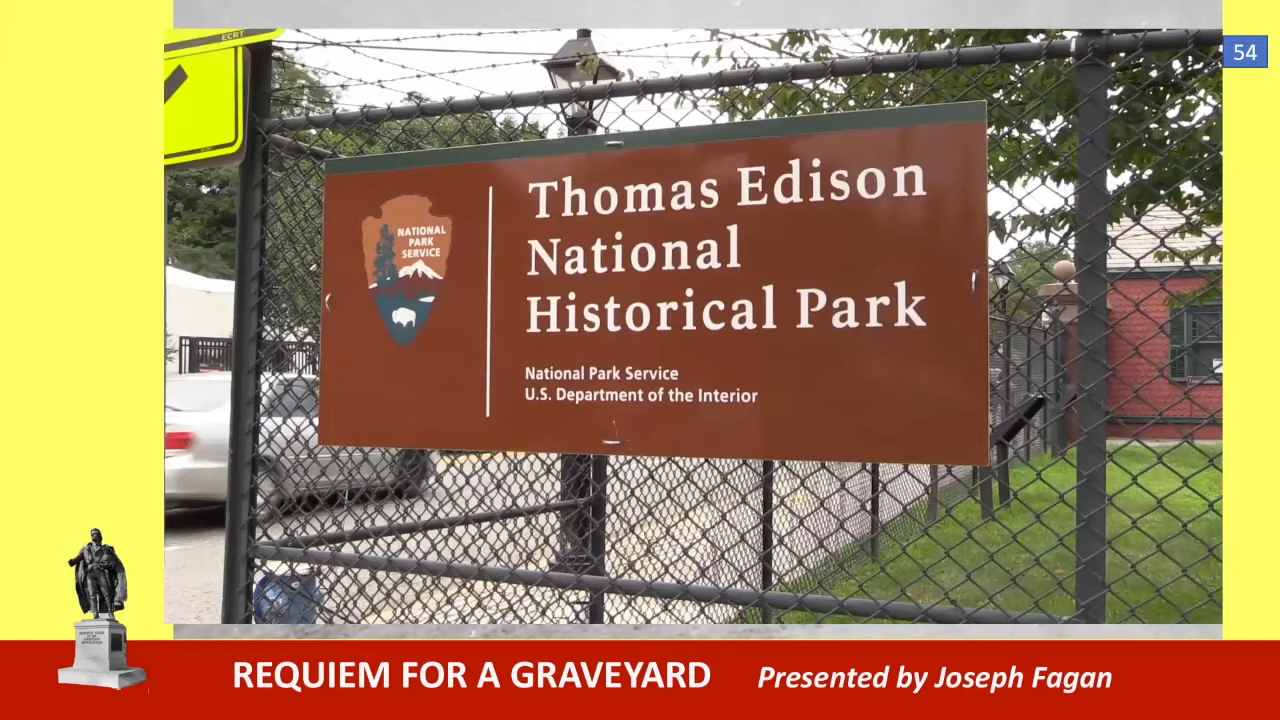 ECRT
54
Thomas Edison
National
Historical Park
NATIONAL
PARK
SERVICE
National Park Service
U.S. Department of the Interior
REQUIEM FOR A GRAVEYARD Presented by Joseph Fagan